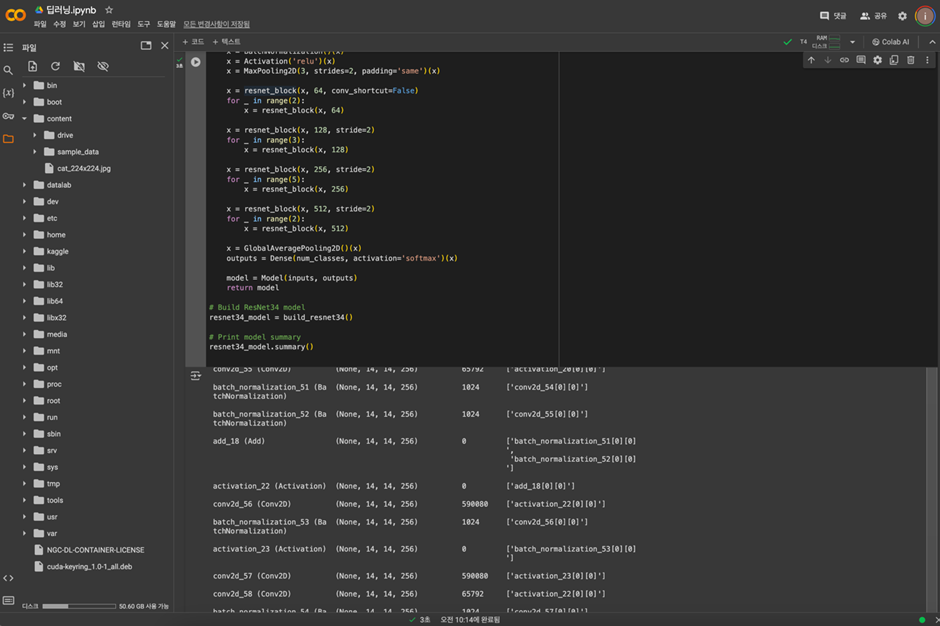 딥러닝.ipynb
파일 수정 보기 삽입 런타임 도구 도움말 모든 변경사항이 저장됨
댓글
공유
파일
+ 코드 + 텍스트
T4
RAM
디스크
Colab AI
bin
boot
content
drive
sample_data
cat_224x224.jpg
datalab
dev
etc
home
kaggle
lib
lib32
lib64
libx32
media
mnt
opt
proc
root
run
sbin
srv
sys
tmp
tools
usr
var
NGC-DL-CONTAINER-LICENSE
cuda-keyring_1.0-1_all.deb
디스크 50.60 GB 사용 가능
3초
x = BatchNormalization()(x)
x = Activation('relu')(x)
x = MaxPooling2D(3, strides=2, padding='same')(x)
x = resnet_block(x, 64, conv_shortcut=False)
for _ in range(2):
x = resnet_block(x, 64)
x = resnet_block(x, 128, stride=2)
for _ in range(3):
x = resnet_block(x, 128)
x = resnet_block(x, 256, stride=2)
for _ in range(5):
x = resnet_block(x, 256)
x = resnet_block(x, 512, stride=2)
for _ in range(2):
x = resnet_block(x, 512)
x = GlobalAveragePooling2D()(x)
outputs = Dense(num_classes, activation='softmax')(x)
model = Model(inputs, outputs)
return model
# Build ResNet34 model
resnet34_model = build_resnet34()
# Print model summary
resnet34_model.summary()
conv2d_55 (Conv2D) (None, 14, 14, 256) 65792 ['activation_20[0][0]']
batch_normalization_51 (Ba (None, 14, 14, 256) 1024 ['conv2d_54[0][0]']
tchNormalization)
batch_normalization_52 (Ba (None, 14, 14, 256) 1024 ['conv2d_55[0][0]']
tchNormalization)
add_18 (Add) (None, 14, 14, 256) 0 ['batch_normalization_51[0][0]
',
'batch_normalization_52[0][0]
']
activation_22 (Activation) (None, 14, 14, 256) 0 ['add_18[0][0]']
conv2d_56 (Conv2D) (None, 14, 14, 256) 590080 ['activation_22[0][0]']
batch_normalization_53 (Ba (None, 14, 14, 256) 1024 ['conv2d_56[0][0]']
tchNormalization)
activation_23 (Activation) (None, 14, 14, 256) 0 ['batch_normalization_53[0][0]
']
conv2d_57 (Conv2D) (None, 14, 14, 256) 590080 ['activation_23[0][0]']
conv2d_58 (Conv2D) (None, 14, 14, 256) 65792 ['activation_22[0][0]']
batch_normalization_54 (Ba (None, 14, 14, 256) 1024 ['conv2d_57[0][0]']
3초 오전 10:14에 완료됨